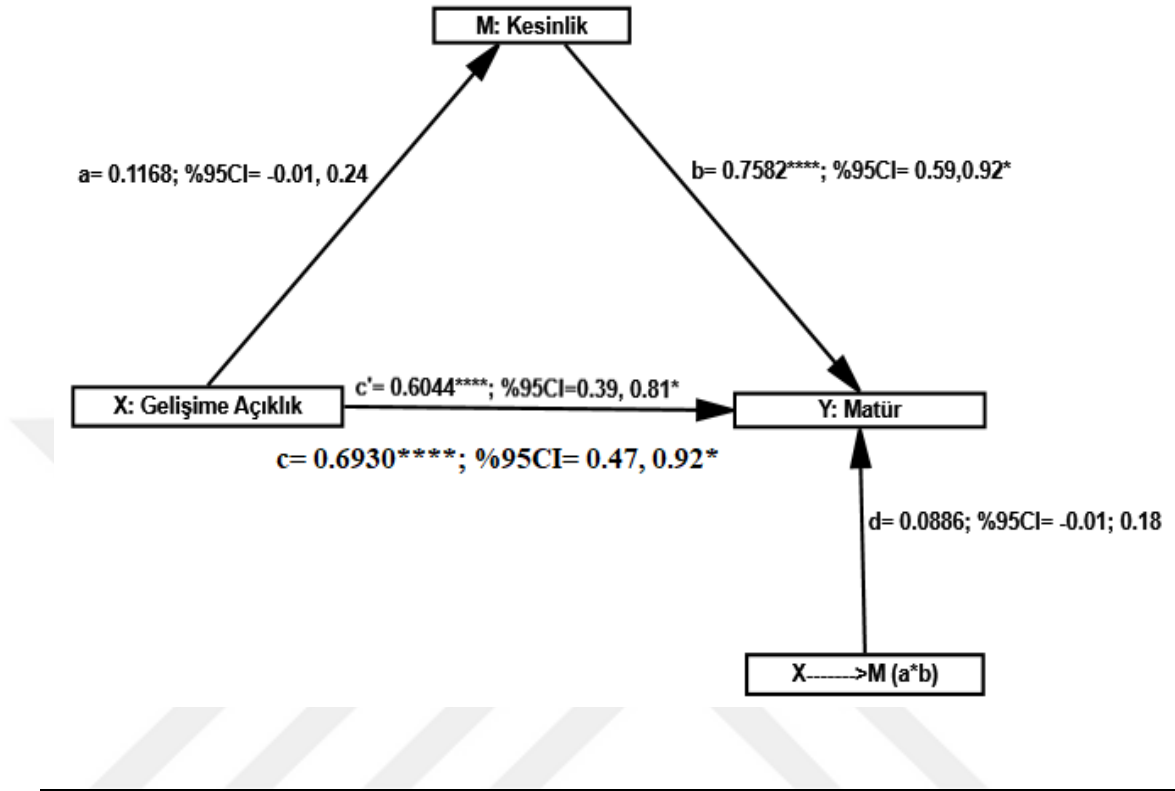 M: Kesinlik
a= 0.1168; %95CI= -0.01, 0.24
b= 0.7582****; %95CI= 0.59,0.92*
X: Gelişime Açıklık
c'= 0.6044****; %95CI=0.39, 0.81*
Y: Matür
c= 0.6930****; %95CI= 0.47, 0.92*
d= 0.0886; %95CI= -0.01; 0.18
X------->M (a*b)